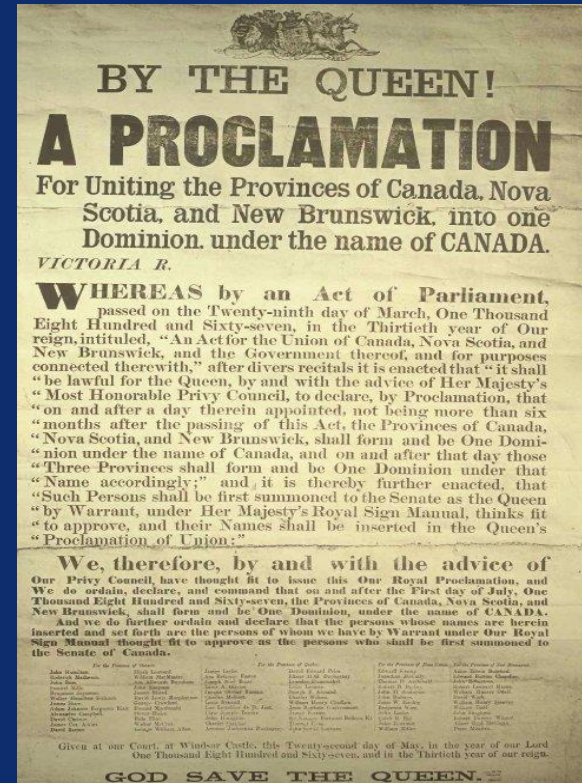 BY THE QUEEN!
A PROCLAMATION
For Uniting the Provinces of Canada, Nova
Scotia, and New Brunswick, into one
Dominion, under the name of CANADA.
VICTORIA R.
WHEREAS by an Act of Parliament,
passed on the Twenty-ninth day of March, One Thousand
Eight Hundred and Sixty-seven, in the Thirtieth year of Our
reign, intituled, "An Act for the Union of Canada, Nova Scotia, and
New Brunswick, and the Government thereof, and for purposes
connected therewith," after divers recitals it is enacted that "it shall
"be lawful for the Queen, by and with the advice of Her Majesty's
"Most Honorable Privy Council, to declare, by Proclamation, that
"on and after a day therein appointed, not being more than six
"months after the passing of this Act, the Provinces of Canada,
"Nova Scotia, and New Brunswick, shall form and be One Domi-
"nion under the name of Canada, and on and after that day those
"Three Provinces shall form and be One Dominion under that
"Name accordingly;" and it is thereby further enacted, that
"Such Persons shall be first summoned to the Senate as the Queen
"by Warrant, under Her Majesty's Royal Sign Manual, thinks fit
"to approve, and their Names shall be inserted in the Queen's
"Proclamation of Union:"
We, therefore, by and with the advice of
Our Privy Council, have thought fit to issue this Our Royal Proclamation, and
We do ordain, declare, and command that on and after the First day of July, One
Thousand Eight Hundred and Sixty-seven, the Provinces of Canada, Nova Scotia, and
New Brunswick, shall form and be One Dominion, under the name of CANADA.
And we do further ordain and declare that the persons whose names are herein
inserted and set forth are the persons of whom we have by Warrant under Our Royal
Sign Manual thought fit to approve as the persons who shall be first summoned to
the Senate of Canada.
Given at our Court, at Windsor Castle, this Twenty-second day of May, in the year of our Lord
One Thousand Eight Hundred and Sixty-seven, and in the Thirtieth year of our reign.
GOD SAVE THE QUEEN.